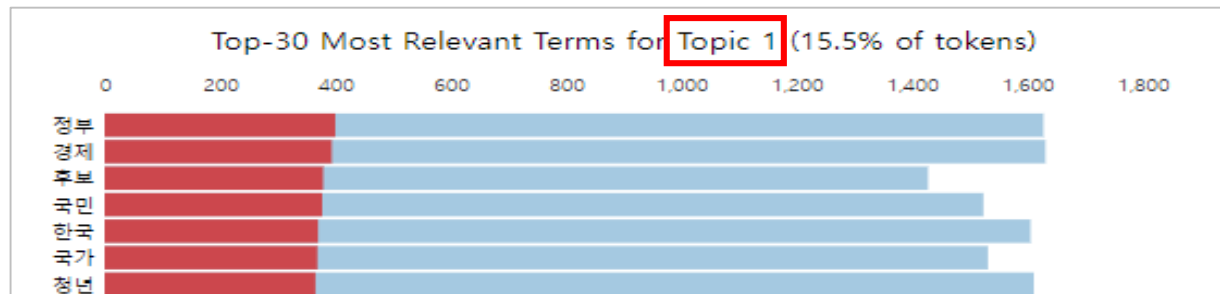 Top-30 Most Relevant Terms for Topic 1 (15.5% of tokens)
0 200 400 600 800 1,000 1,200 1,400 1,600 1,800
정부
경제
후보
국민
한국
국가
청년